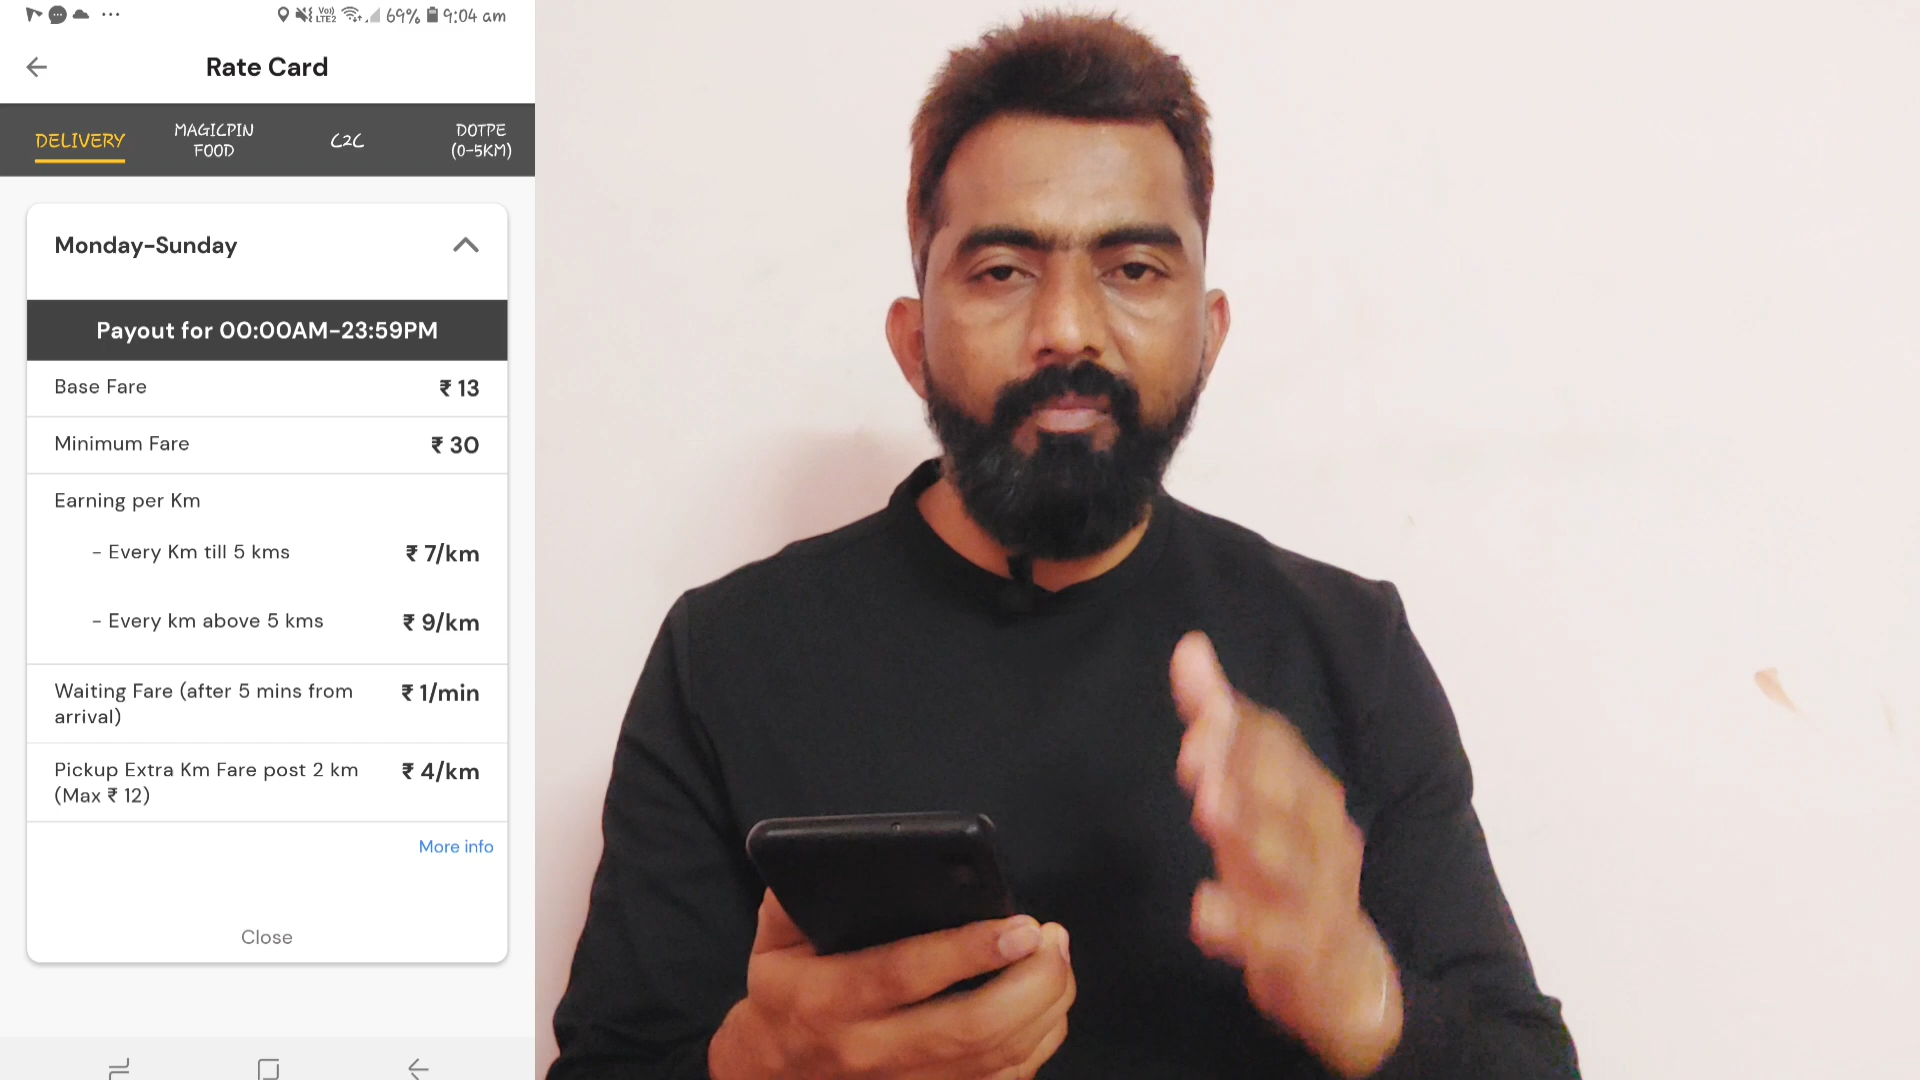 69% 9:04 am
Rate Card
DELIVERY
MAGICPIN
FOOD
C2C
DOTPE
(0-5KM)
Monday-Sunday
Payout for 00:00AM-23:59PM
Base Fare ₹ 13
Minimum Fare ₹ 30
Earning per Km
- Every Km till 5 kms ₹ 7/km
- Every km above 5 kms ₹ 9/km
Waiting Fare (after 5 mins from ₹ 1/min
arrival)
Pickup Extra Km Fare post 2 km ₹ 4/km
(Max ₹ 12)
More info
Close